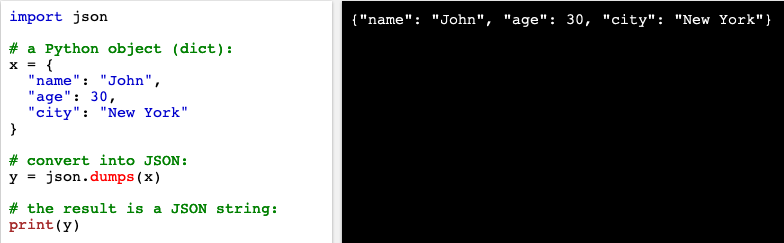 import json

# a Python object (dict):
x = {
  "name": "John",
  "age": 30,
  "city": "New York"
}

# convert into JSON:
y = json.dumps(x)

# the result is a JSON string:
print(y)
{"name": "John", "age": 30, "city": "New York"}